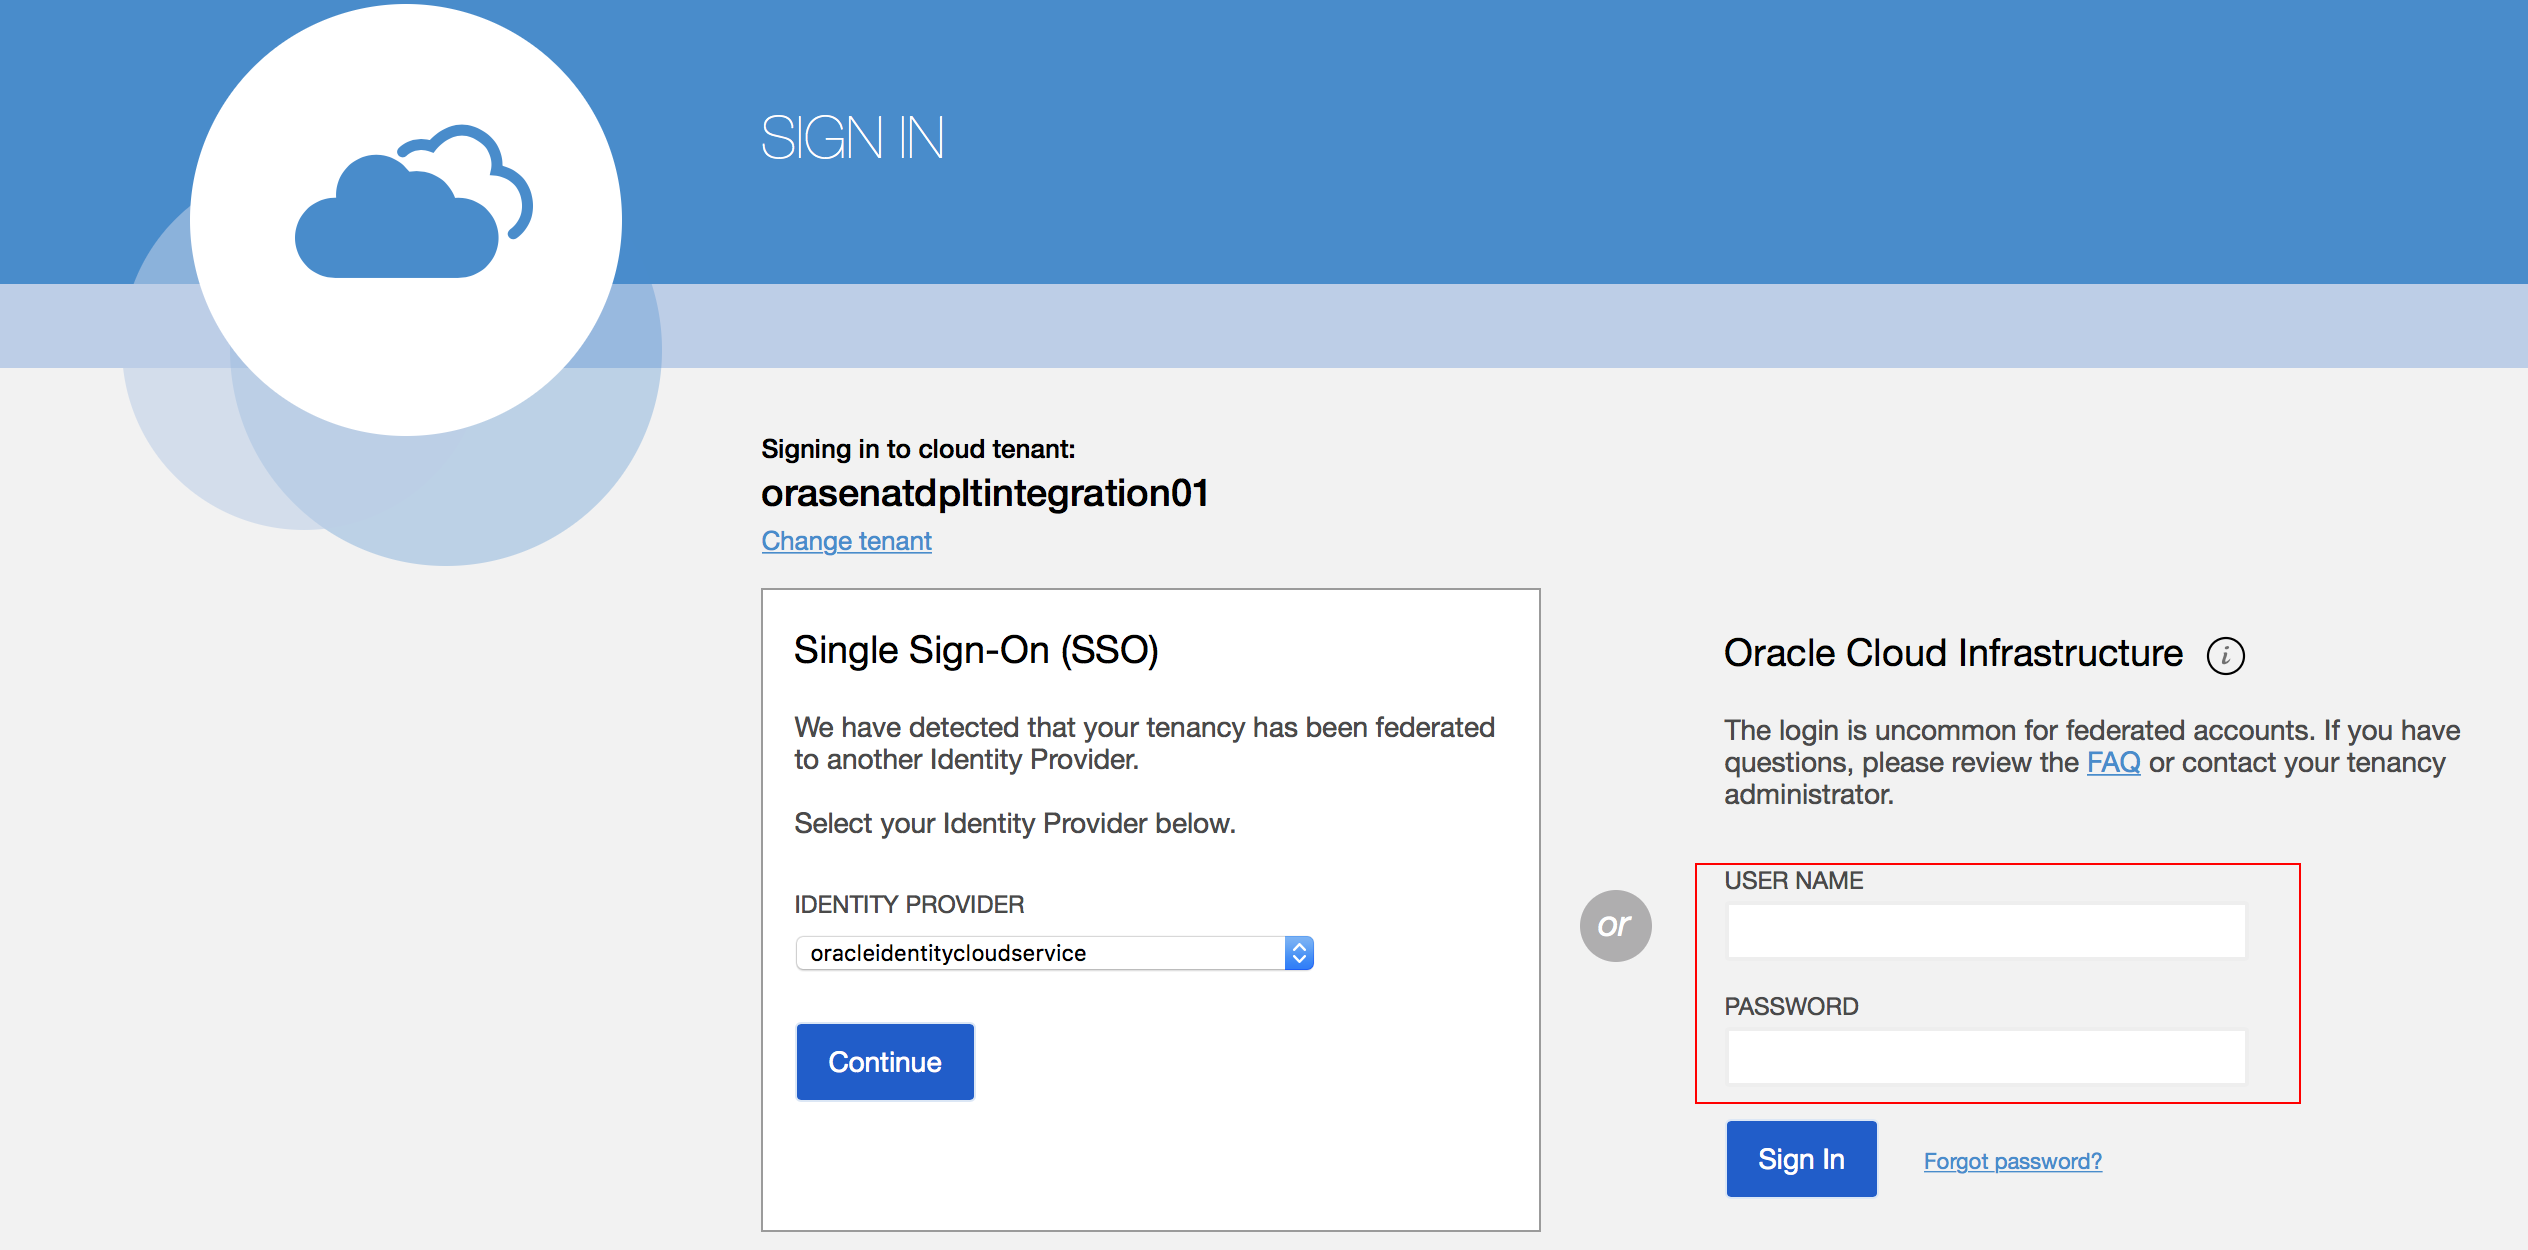 SIGN IN
Signing in to cloud tenant:
orasenatdpltintegration01
Change tenant
Single Sign-On (SSO)
We have detected that your tenancy has been federated
to another Identity Provider.
Select your Identity Provider below.
IDENTITY PROVIDER
oracleidentitycloudservice
Continue
or
Oracle Cloud Infrastructure i
The login is uncommon for federated accounts. If you have
questions, please review the FAQ or contact your tenancy
administrator.
USER NAME
PASSWORD
Sign In
Forgot password?